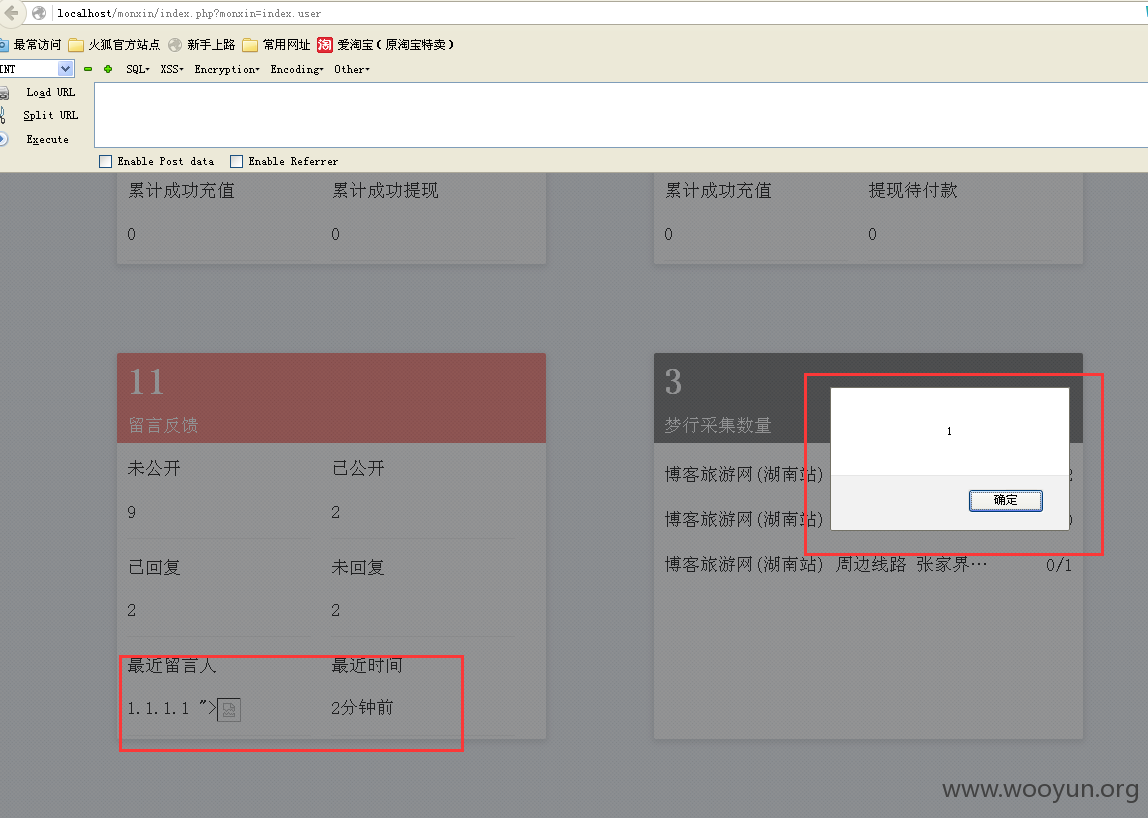 localhost/monxin/index.php?monxin=index.user
最常访问 火狐官方站点 新手上路 常用网址 淘 爱淘宝（原淘宝特卖）
INT SQL XSS Encryption Encoding Other
Load URL
Split URL
Execute
Enable Post data Enable Referrer
累计成功充值 累计成功提现 累计成功充值 提现待付款
0 0 0 0
11 3
留言反馈 梦行采集数量
1
确定
未公开 已公开
9 2
已回复 未回复
2 2
最近留言人 最近时间
1.1.1.1 "> 2分钟前
博客旅游网(湖南站)
博客旅游网(湖南站)
博客旅游网(湖南站) 周边线路 张家界… 0/1
www.wooyun.org